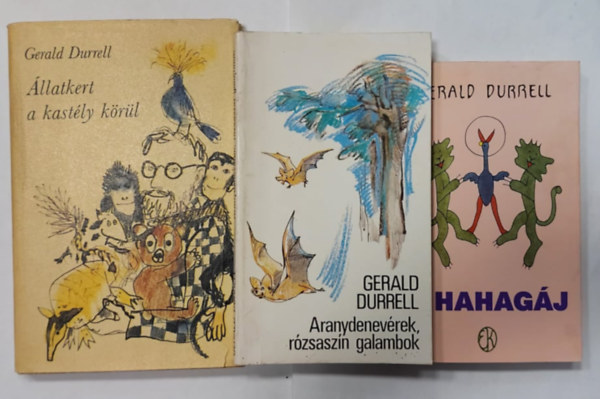 Gerald Durrell
Állatkert
a kastély körül
GERALD
DURRELL
Aranydenevérek,
rózsaszín galambok
ERALD DURRELL
HAHAGÁJ
EK